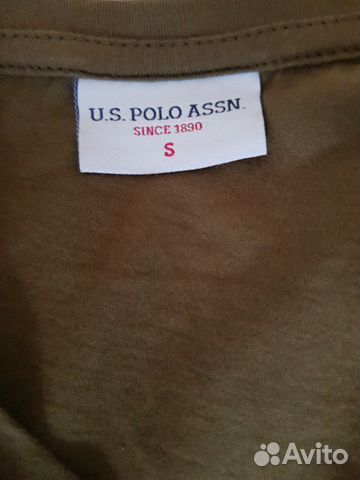 U.S. POLO ASSN.
SINCE 1890
S
Avito